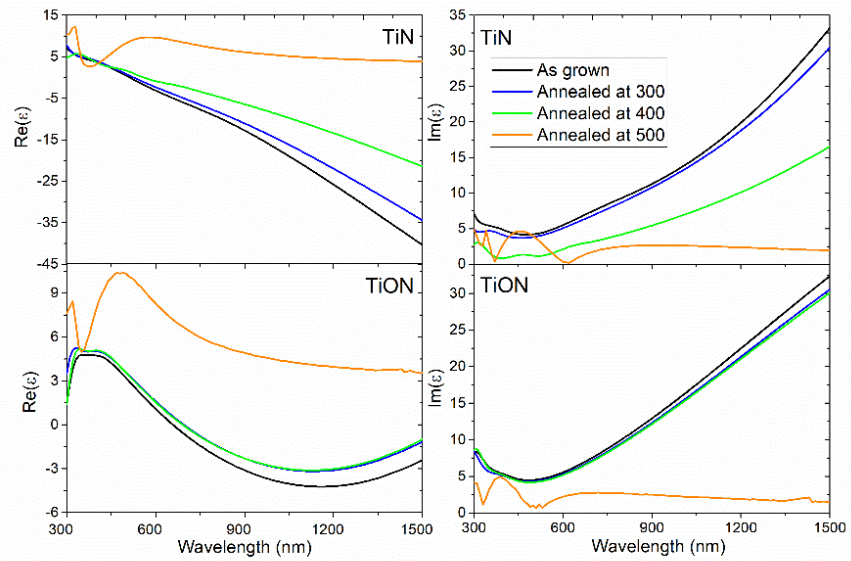 TiN
15
5
-5
-15
-25
-35
-45
Re(ε)
TiN
35
30
25
20
15
10
5
0
Im(ε)
As grown
Annealed at 300
Annealed at 400
Annealed at 500
TiON
9
6
3
0
-3
-6
Re(ε)
300 600 900 1200 1500
Wavelength (nm)
TiON
30
25
20
15
10
5
0
Im(ε)
300 600 900 1200 1500
Wavelength (nm)